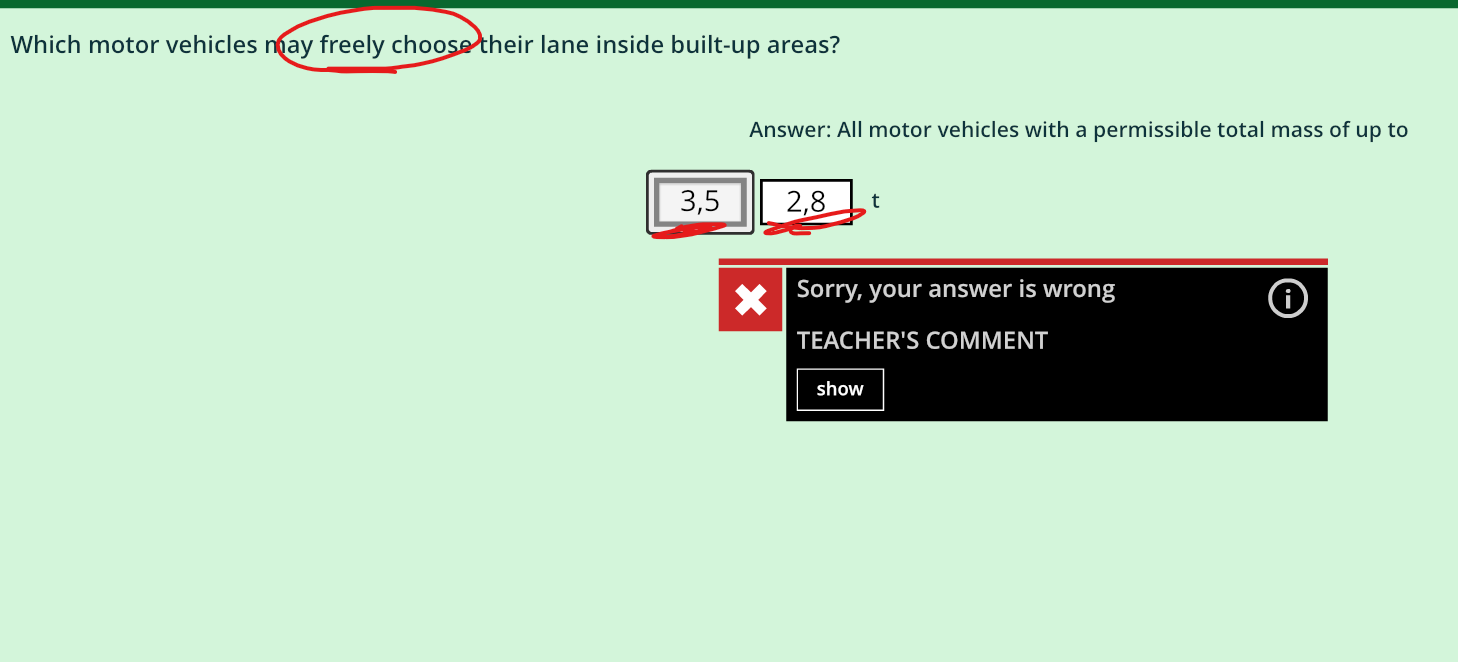 Which motor vehicles may freely choose their lane inside built-up areas?
Answer: All motor vehicles with a permissible total mass of up to
3,5 2,8 t
Sorry, your answer is wrong
TEACHER'S COMMENT
show